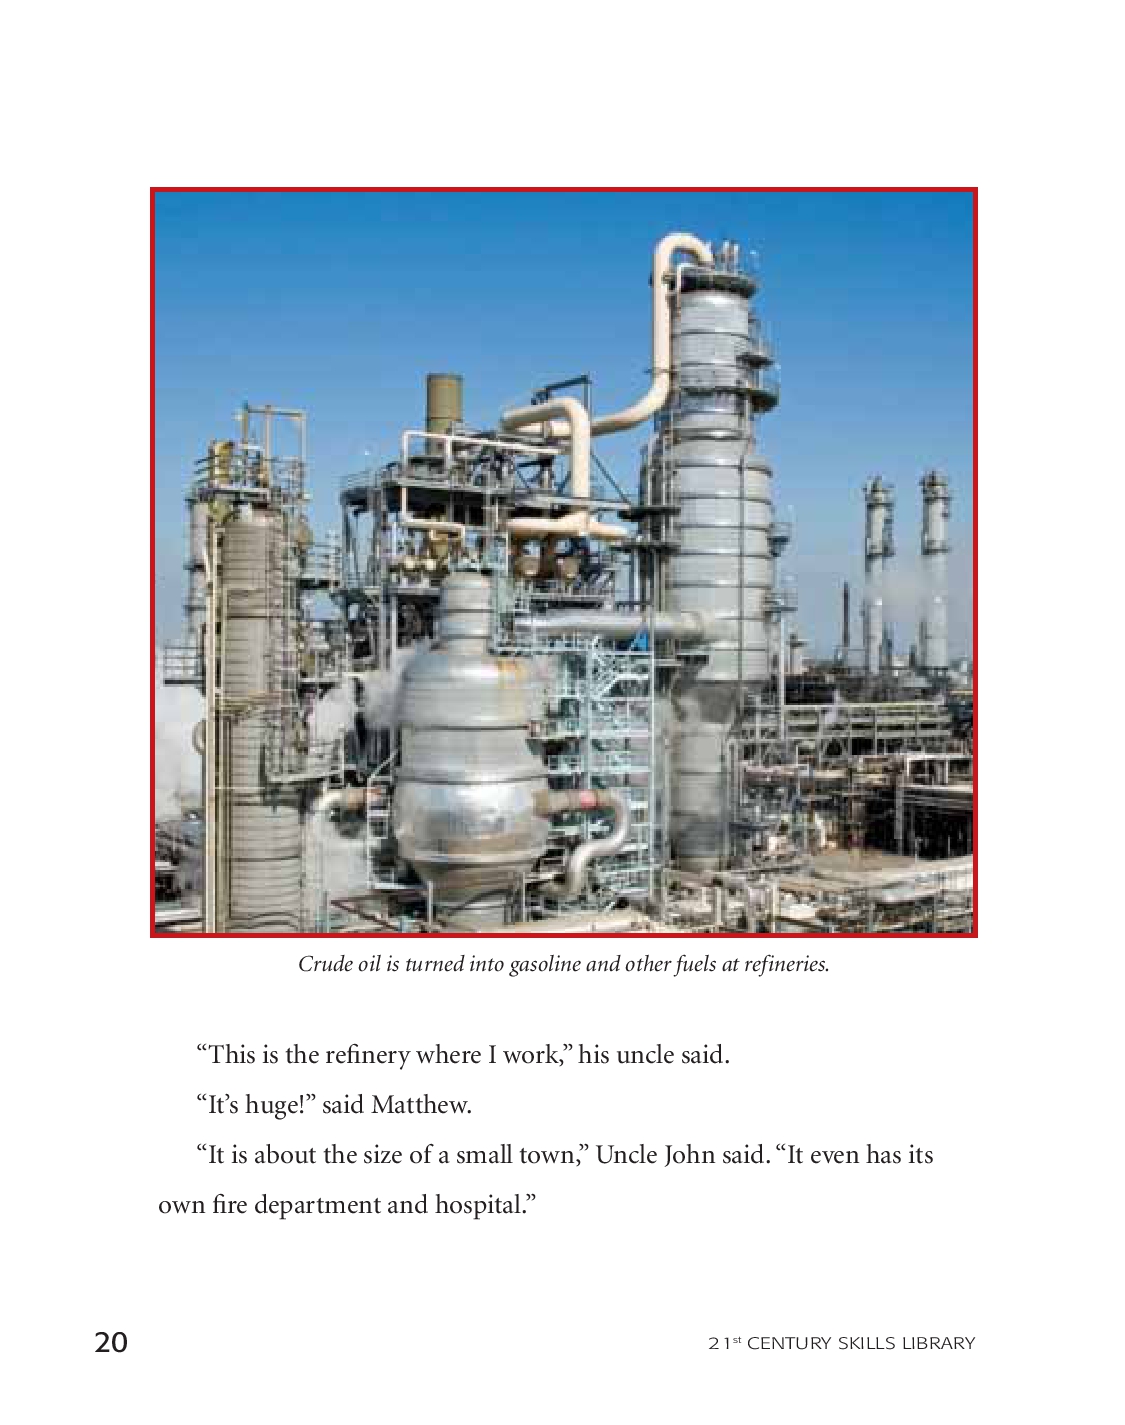 Crude oil is turned into gasoline and other fuels at refineries.
“This is the refinery where I work,” his uncle said.
“It’s huge!” said Matthew.
“It is about the size of a small town,” Uncle John said. “It even has its
own fire department and hospital.”
20
21st CENTURY SKILLS LIBRARY